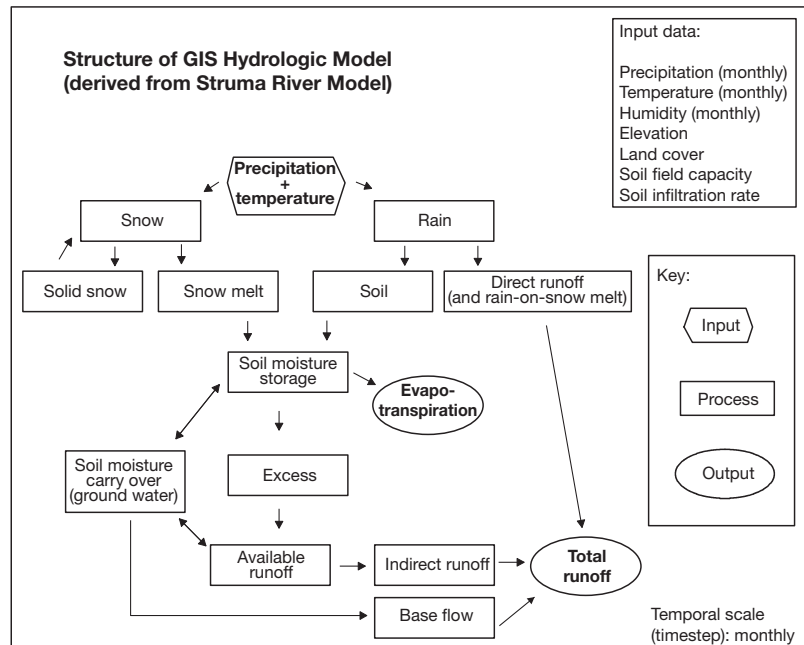 Structure of GIS Hydrologic Model
(derived from Struma River Model)
Input data:
Precipitation (monthly)
Temperature (monthly)
Humidity (monthly)
Elevation
Land cover
Soil field capacity
Soil infiltration rate
Precipitation
+
temperature
Snow
Rain
Solid snow
Snow melt
Soil
Direct runoff
(and rain-on-snow melt)
Soil moisture
storage
Evapo-
transpiration
Soil moisture
carry over
(ground water)
Excess
Available
runoff
Indirect runoff
Total
runoff
Base flow
Key:
Input
Process
Output
Temporal scale
(timestep): monthly